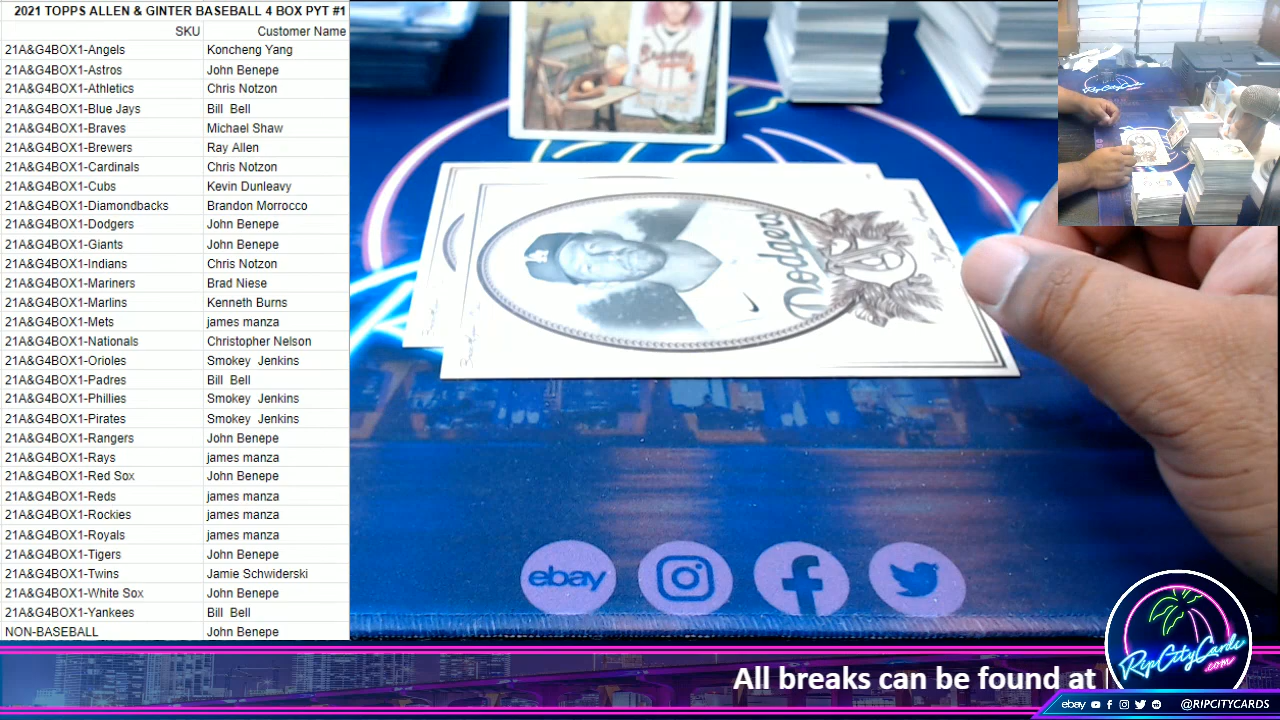 2021 TOPPS ALLEN & GINTER BASEBALL 4 BOX PYT #1
SKU Customer Name
21A&G4BOX1-Angels Koncheng Yang
21A&G4BOX1-Astros John Benepe
21A&G4BOX1-Athletics Chris Notzon
21A&G4BOX1-Blue Jays Bill Bell
21A&G4BOX1-Braves Michael Shaw
21A&G4BOX1-Brewers Ray Allen
21A&G4BOX1-Cardinals Chris Notzon
21A&G4BOX1-Cubs Kevin Dunleavy
21A&G4BOX1-Diamondbacks Brandon Morrocco
21A&G4BOX1-Dodgers John Benepe
21A&G4BOX1-Giants John Benepe
21A&G4BOX1-Indians Chris Notzon
21A&G4BOX1-Mariners Brad Niese
21A&G4BOX1-Marlins Kenneth Burns
21A&G4BOX1-Mets james manza
21A&G4BOX1-Nationals Christopher Nelson
21A&G4BOX1-Orioles Smokey Jenkins
21A&G4BOX1-Padres Bill Bell
21A&G4BOX1-Phillies Smokey Jenkins
21A&G4BOX1-Pirates Smokey Jenkins
21A&G4BOX1-Rangers John Benepe
21A&G4BOX1-Rays james manza
21A&G4BOX1-Red Sox John Benepe
21A&G4BOX1-Reds james manza
21A&G4BOX1-Rockies james manza
21A&G4BOX1-Royals james manza
21A&G4BOX1-Tigers John Benepe
21A&G4BOX1-Twins Jamie Schwiderski
21A&G4BOX1-White Sox John Benepe
21A&G4BOX1-Yankees Bill Bell
NON-BASEBALL John Benepe
Braves
Dodgers
ebay
All breaks can be found at
RipCityCards
.com
ebay @RIPCITYCARDS